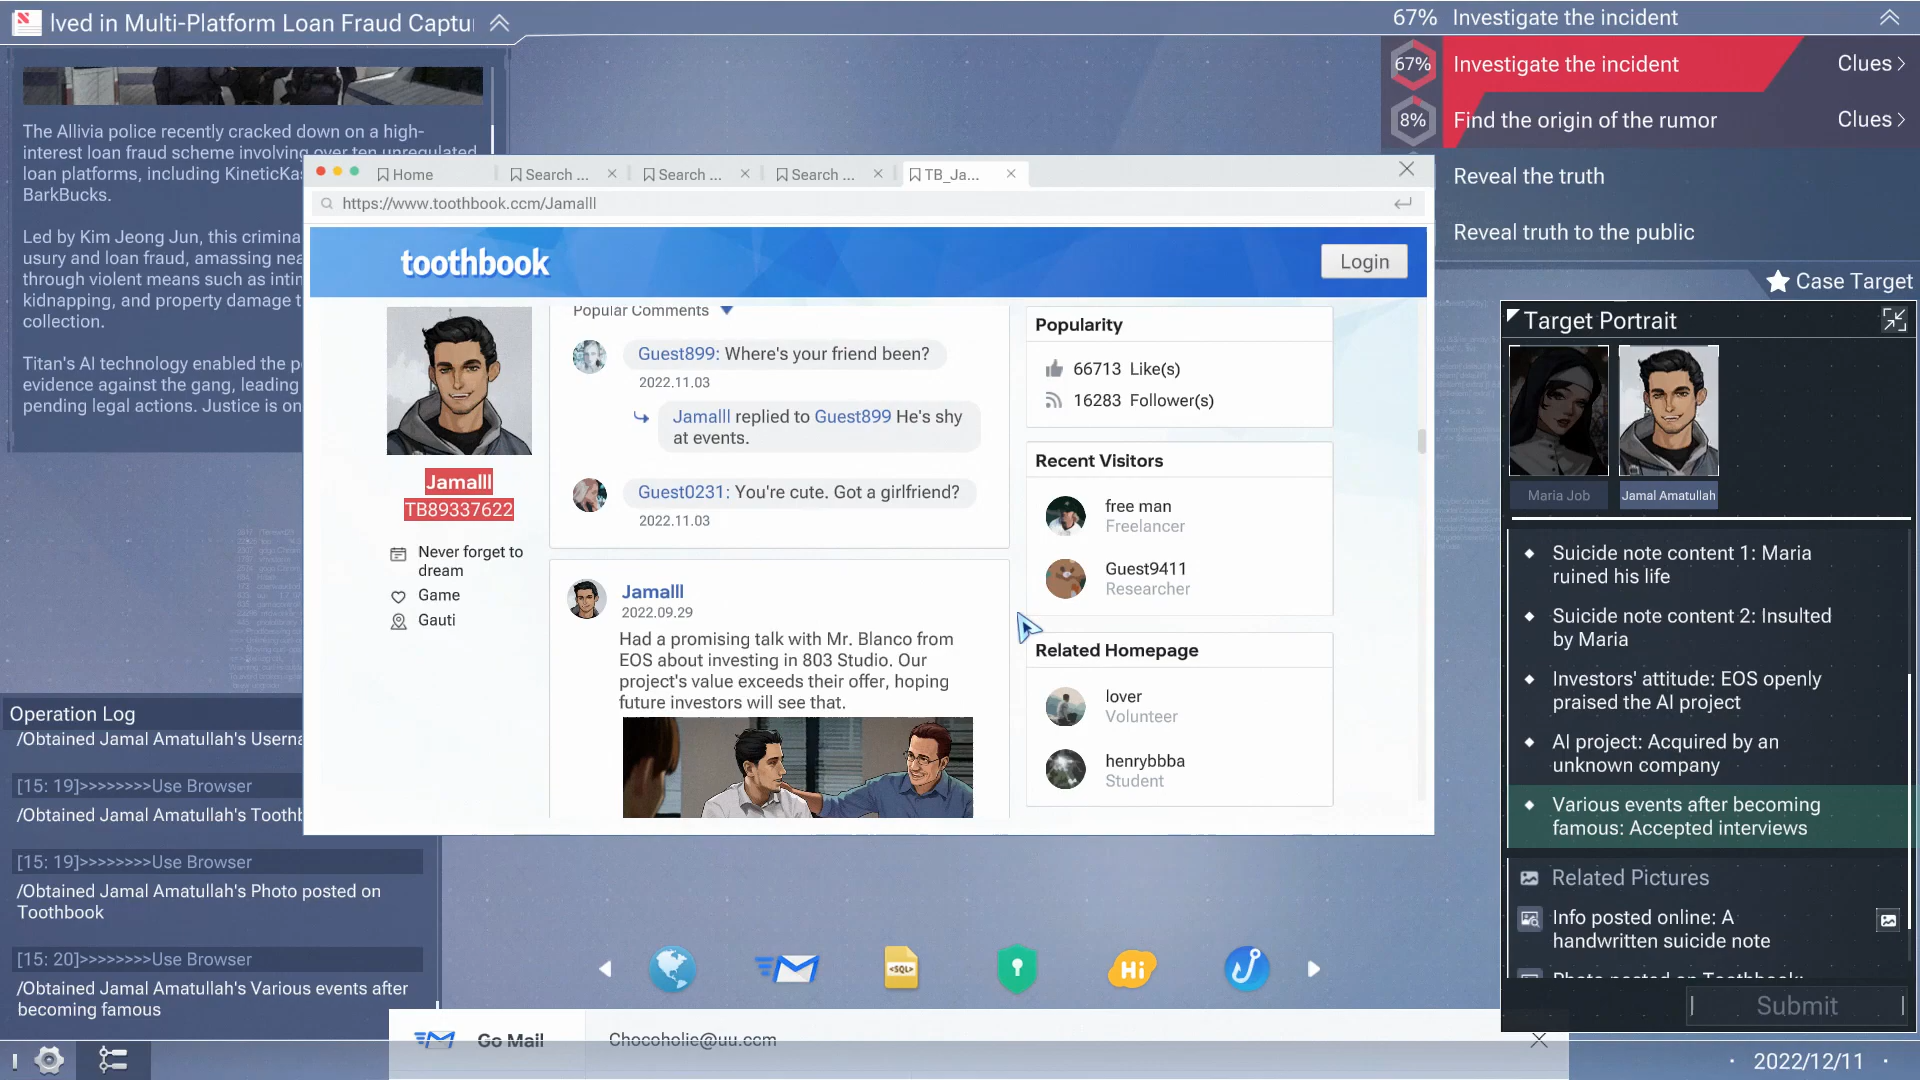 lved in Multi-Platform Loan Fraud Captu
The Allivia police recently cracked down on a high-
interest loan fraud scheme involving over ten unregulated
loan platforms, including KineticKas
BarkBucks.
Led by Kim Jeong Jun, this crimina
usury and loan fraud, amassing nea
through violent means such as intim
kidnapping, and property damage t
collection.
Titan's AI technology enabled the p
evidence against the gang, leading
pending legal actions. Justice is on
Operation Log
/Obtained Jamal Amatullah's Userna
[15: 19]>>>>>>>>Use Browser
/Obtained Jamal Amatullah's Toothb
[15: 19]>>>>>>>>Use Browser
/Obtained Jamal Amatullah's Photo posted on
Toothbook
[15: 20]>>>>>>>>Use Browser
/Obtained Jamal Amatullah's Various events after
becoming famous
Home
Search ...
Search ...
Search ...
TB_Ja...
https://www.toothbook.ccm/Jamalll
toothbook
Login
Jamalll
TB89337622
Never forget to
dream
Game
Gauti
Popular Comments
Guest899: Where's your friend been?
2022.11.03
Jamalll replied to Guest899 He's shy
at events.
Guest0231: You're cute. Got a girlfriend?
2022.11.03
Jamalll
2022.09.29
Had a promising talk with Mr. Blanco from
EOS about investing in 803 Studio. Our
project's value exceeds their offer, hoping
future investors will see that.
Popularity
66713 Like(s)
16283 Follower(s)
Recent Visitors
free man
Freelancer
Guest9411
Researcher
Related Homepage
lover
Volunteer
henrybbba
Student
67% Investigate the incident
67% Investigate the incident Clues
8% Find the origin of the rumor Clues
Reveal the truth
Reveal truth to the public
Case Target
Target Portrait
Maria Job
Jamal Amatullah
Suicide note content 1: Maria
ruined his life
Suicide note content 2: Insulted
by Maria
Investors' attitude: EOS openly
praised the AI project
AI project: Acquired by an
unknown company
Various events after becoming
famous: Accepted interviews
Related Pictures
Info posted online: A
handwritten suicide note
Photo posted on Toothbook:
Submit
<SQL>
Hi
Go Mail
Chocoholie@uu.ccm
2022/12/11